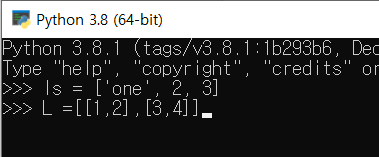 Python 3.8 (64-bit)
Python 3.8.1 (tags/v3.8.1:1b293b6, Dec
Type "help", "copyright", "credits" or
>>> ls = ['one', 2, 3]
>>> L =[[1,2],[3,4]]